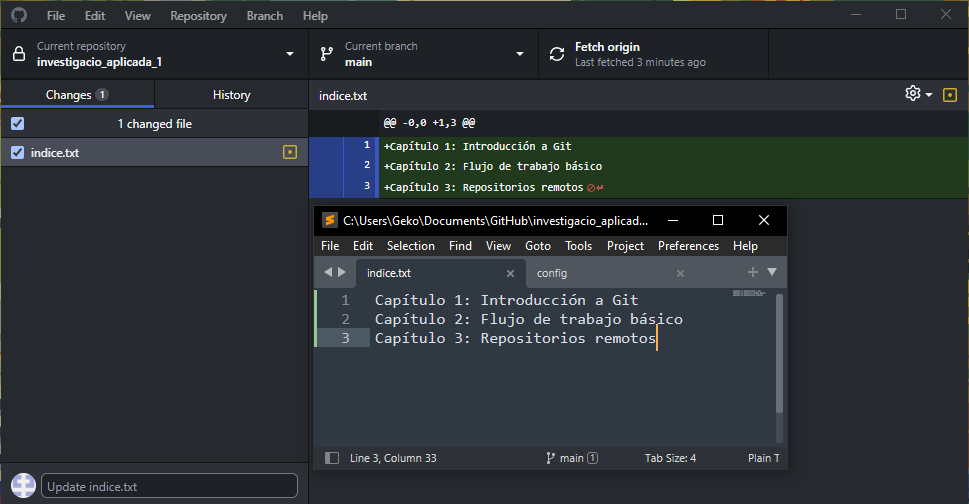 File Edit View Repository Branch Help
Current repository
investigacio_aplicada_1
Current branch
main
Fetch origin
Last fetched 3 minutes ago
Changes 1
History
indice.txt
1 changed file
indice.txt
@@ -0,0 +1,3 @@
1 +Capítulo 1: Introducción a Git
2 +Capítulo 2: Flujo de trabajo básico
3 +Capítulo 3: Repositorios remotos
C:\Users\Geko\Documents\GitHub\investigacio_aplicad...
File Edit Selection Find View Goto Tools Project Preferences Help
indice.txt
config
1 Capítulo 1: Introducción a Git
2 Capítulo 2: Flujo de trabajo básico
3 Capítulo 3: Repositorios remotos
Line 3, Column 33
main 1
Tab Size: 4
Plain T
Update indice.txt